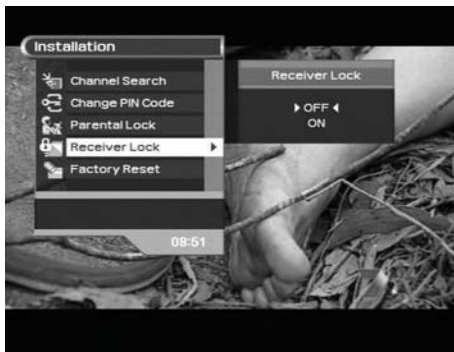 Installation
Channel Search
Change PIN Code
Parental Lock
Receiver Lock
Factory Reset
08:51
Receiver Lock
OFF
ON